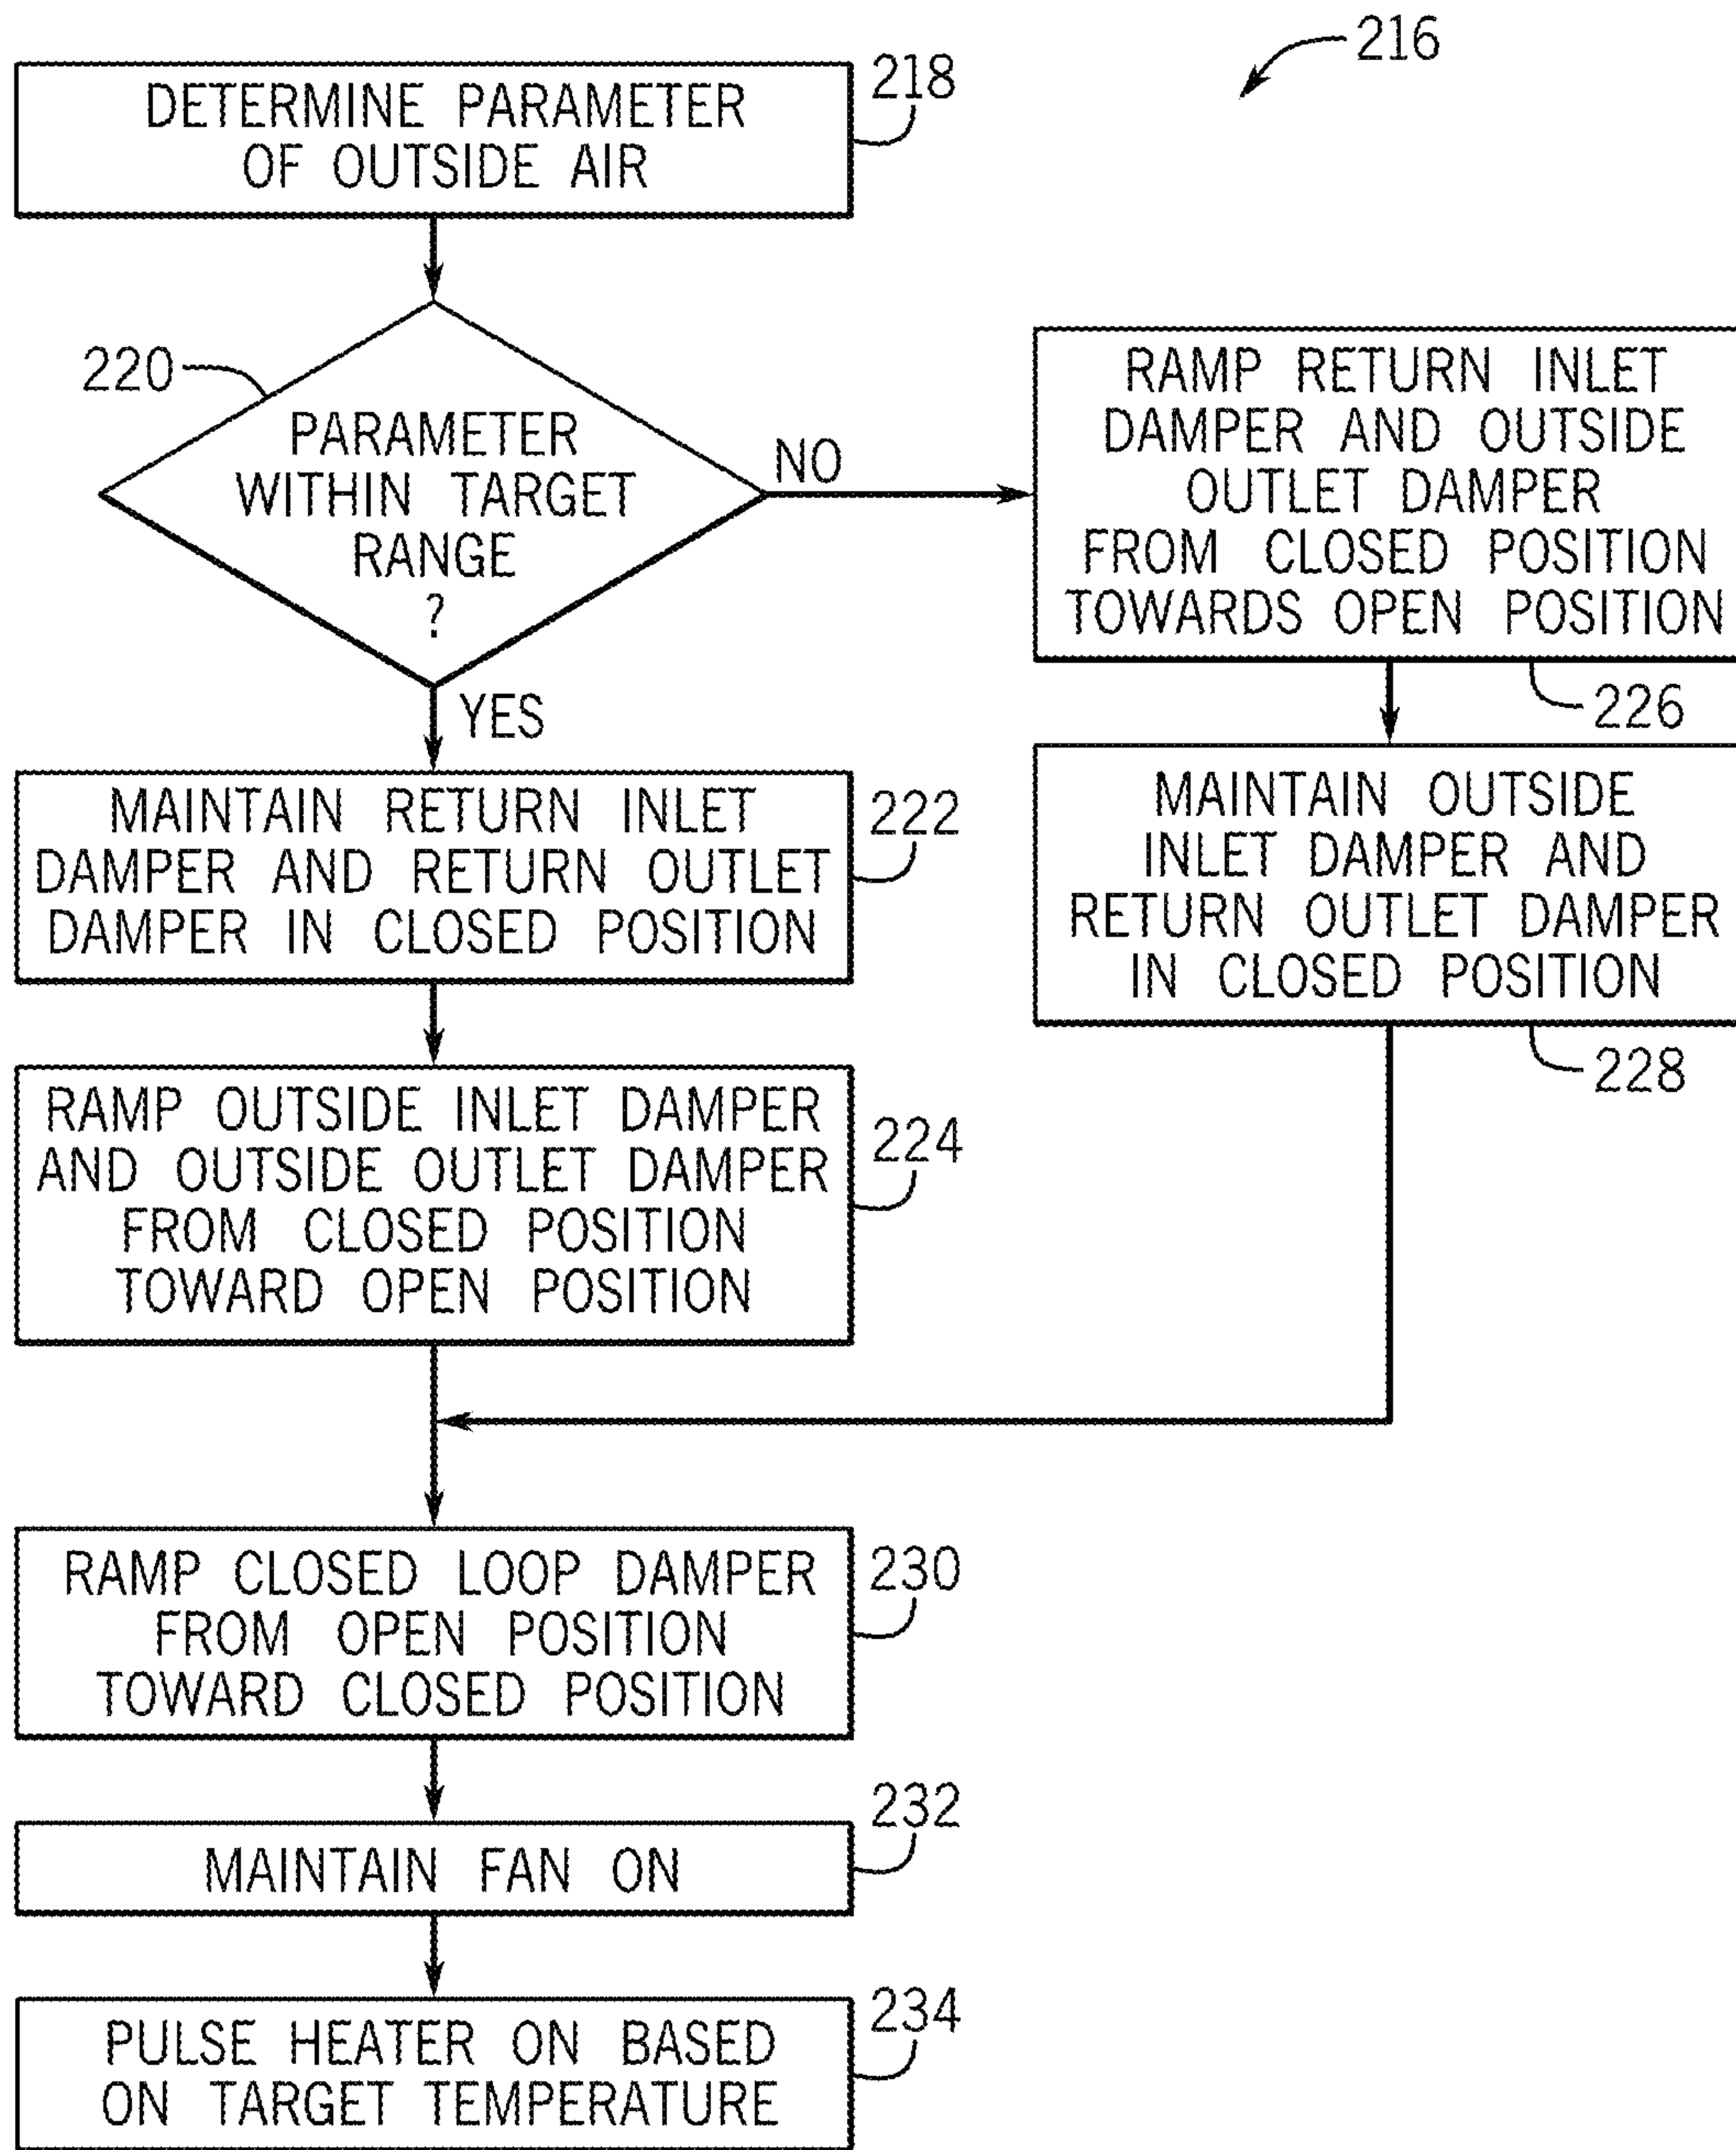 216
DETERMINE PARAMETER
OF OUTSIDE AIR
218
220
PARAMETER
WITHIN TARGET
RANGE
?
NO
YES
RAMP RETURN INLET
DAMPER AND OUTSIDE
OUTLET DAMPER
FROM CLOSED POSITION
TOWARDS OPEN POSITION
226
MAINTAIN RETURN INLET
DAMPER AND RETURN OUTLET
DAMPER IN CLOSED POSITION
222
MAINTAIN OUTSIDE
INLET DAMPER AND
RETURN OUTLET DAMPER
IN CLOSED POSITION
228
RAMP OUTSIDE INLET DAMPER
AND OUTSIDE OUTLET DAMPER
FROM CLOSED POSITION
TOWARD OPEN POSITION
224
RAMP CLOSED LOOP DAMPER
FROM OPEN POSITION
TOWARD CLOSED POSITION
230
MAINTAIN FAN ON
232
PULSE HEATER ON BASED
ON TARGET TEMPERATURE
234